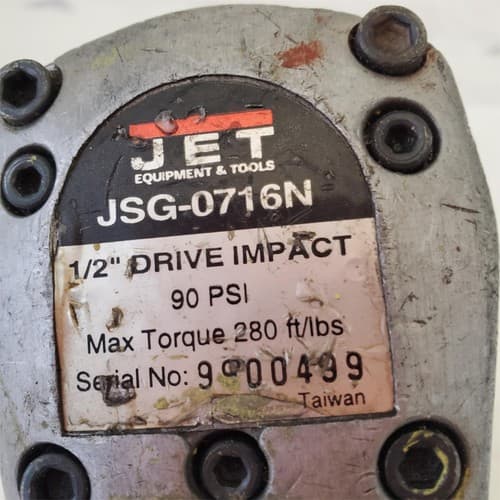 JET
EQUIPMENT & TOOLS
JSG-0716N
1/2" DRIVE IMPACT
90 PSI
Max Torque 280 ft/lbs
Serial No:
Taiwan